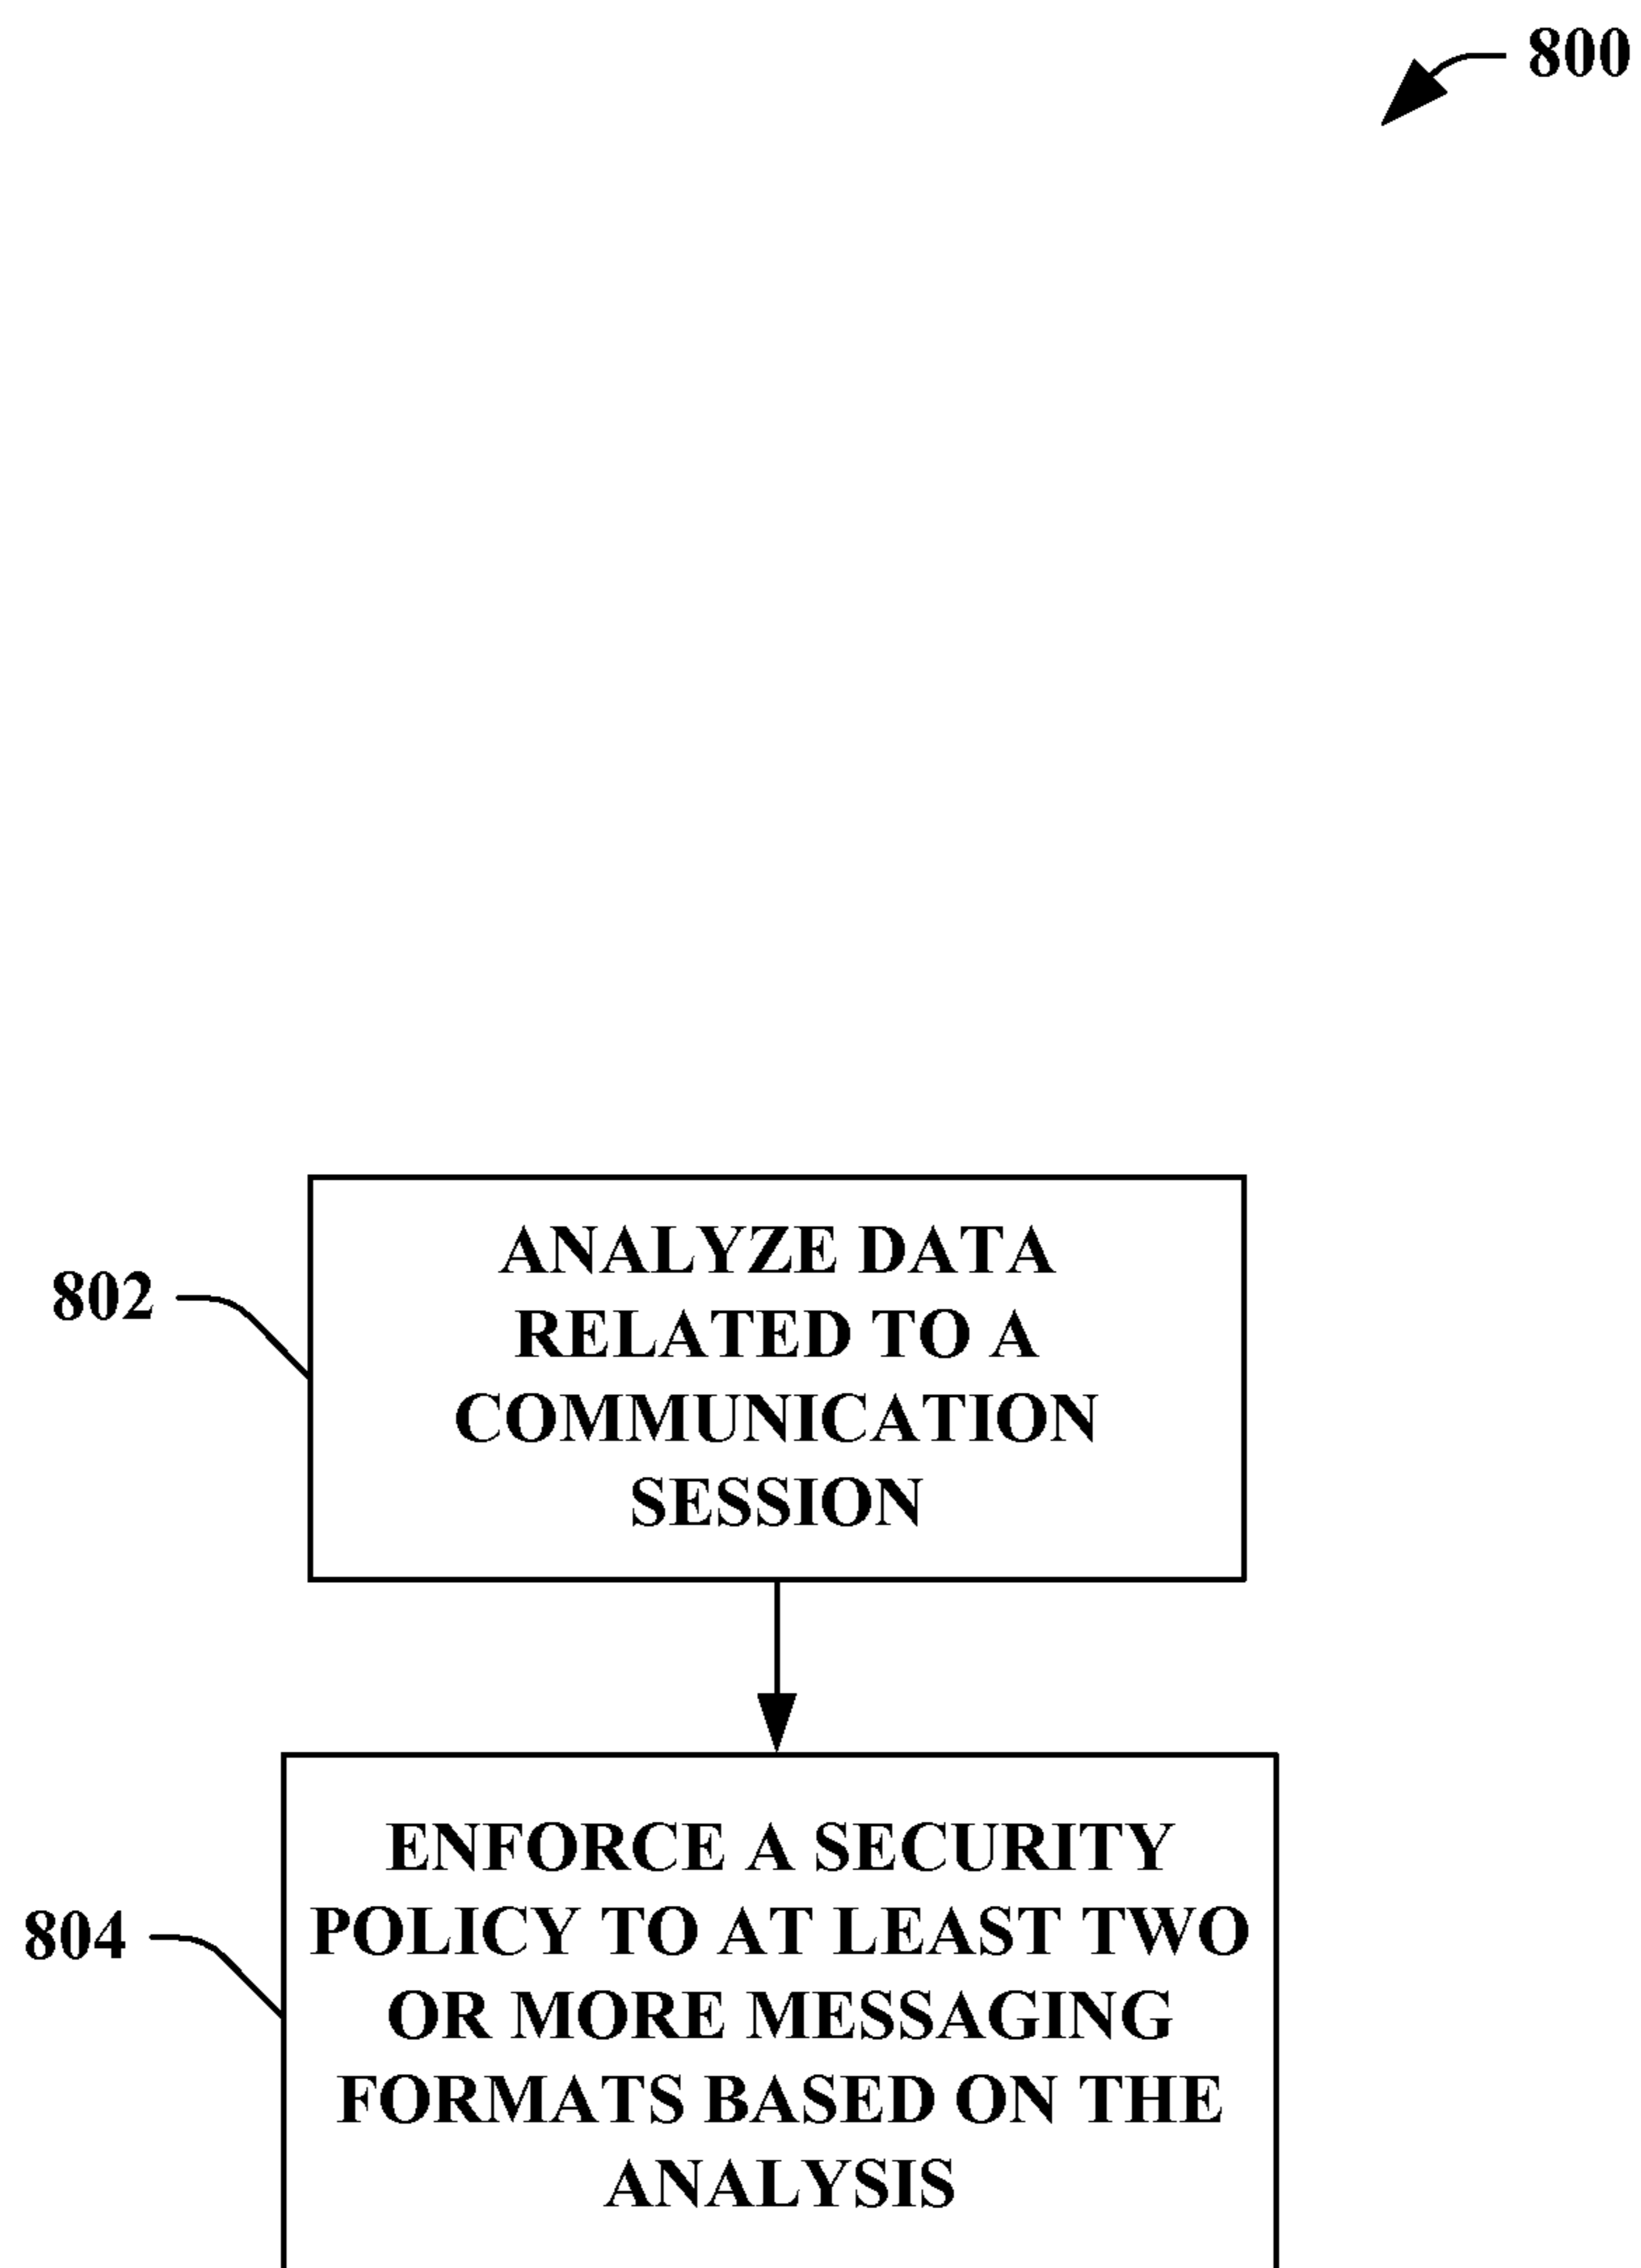 800
802
ANALYZE DATA
RELATED TO A
COMMUNICATION
SESSION
804
ENFORCE A SECURITY
POLICY TO AT LEAST TWO
OR MORE MESSAGING
FORMATS BASED ON THE
ANALYSIS